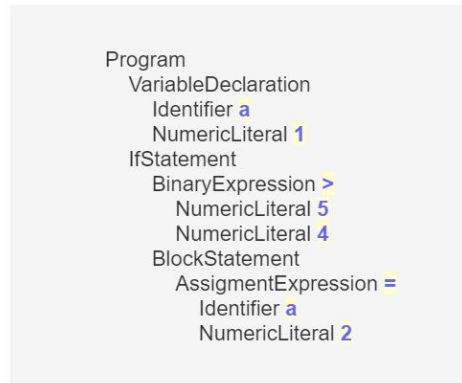 Program
VariableDeclaration
Identifier a
NumericLiteral 1
IfStatement
BinaryExpression >
NumericLiteral 5
NumericLiteral 4
BlockStatement
AssigmentExpression =
Identifier a
NumericLiteral 2